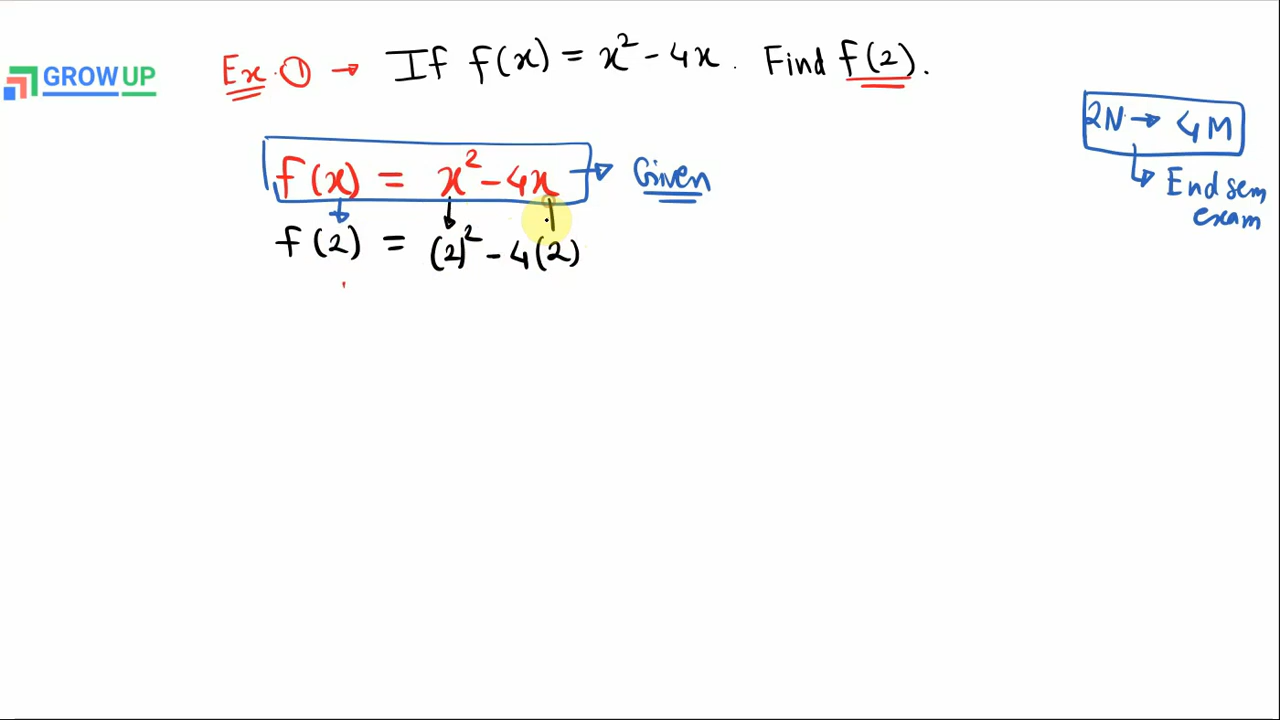 GROW UP
Ex. ① → If f(x) = x² - 4x. Find f(2).
2N → 4M
End sem
exam
f(x) = x² - 4x → Given
f(2) = (2)² - 4(2)